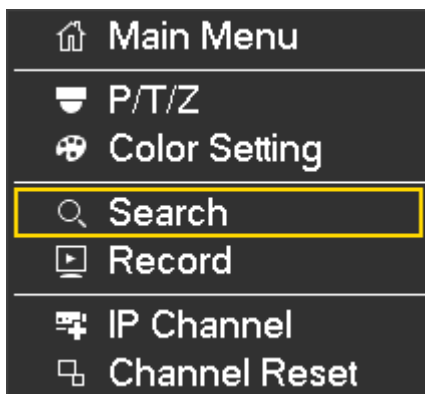 Main Menu
P/T/Z
Color Setting
Search
Record
IP Channel
Channel Reset